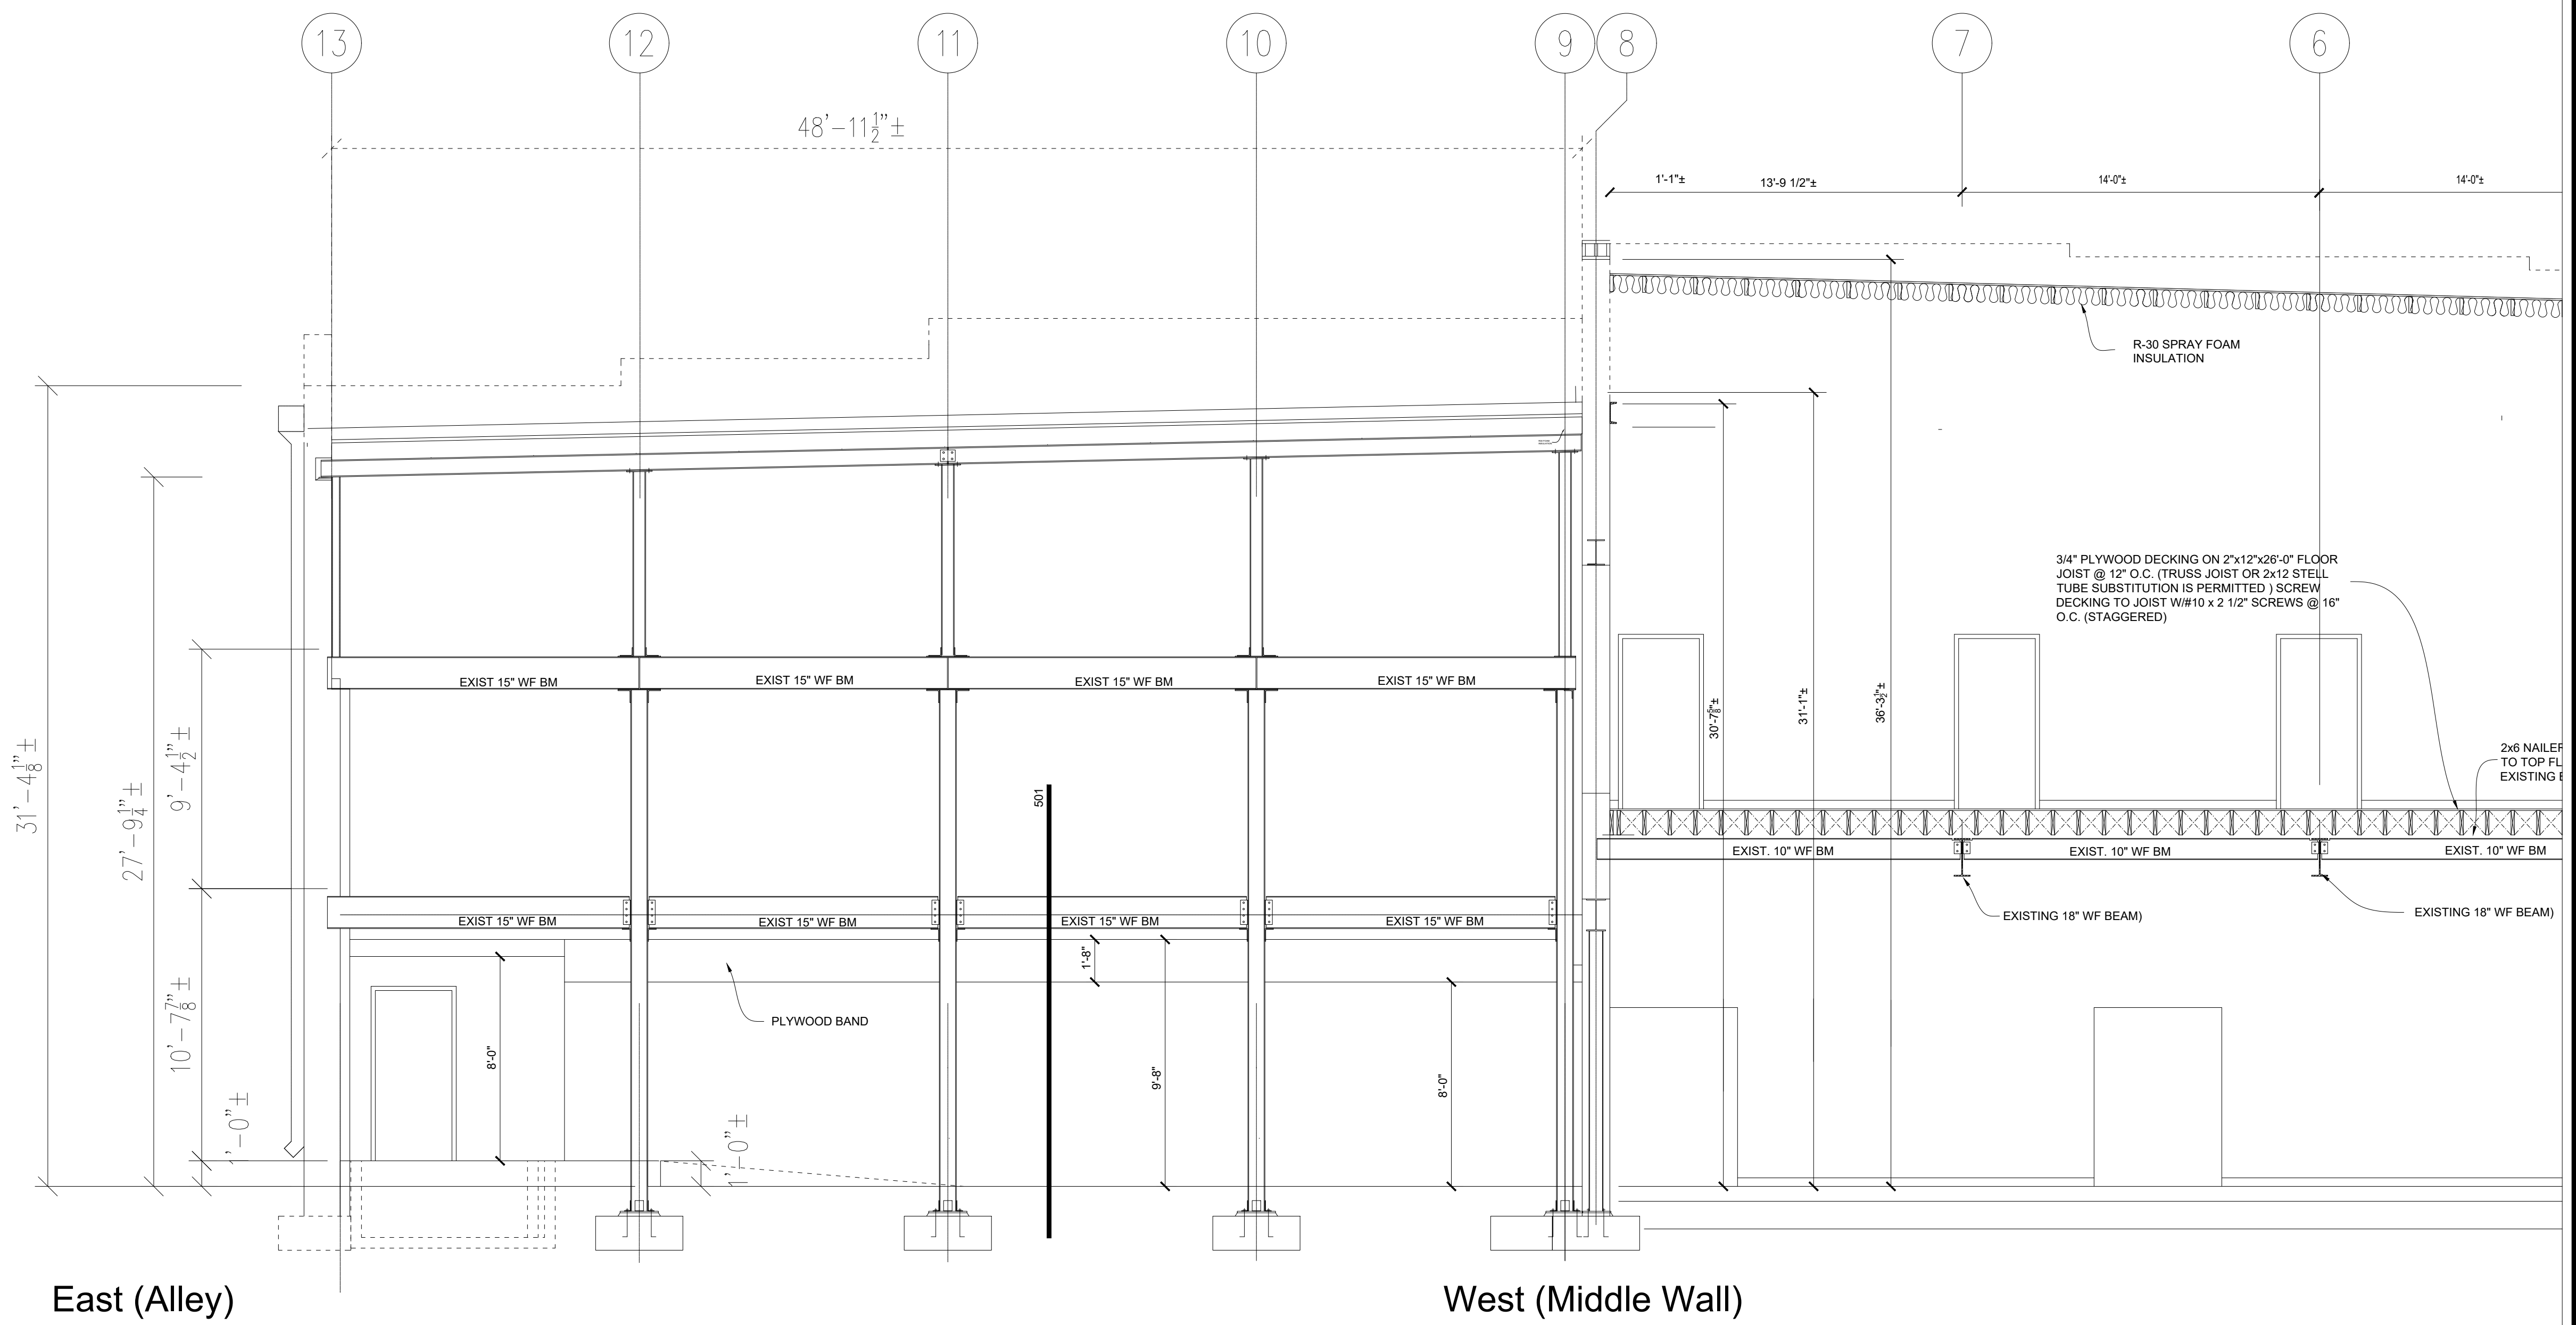 13
12
11
10
9
8
7
6
48'-11½"±
1'-1"±
13'-9 1/2"±
14'-0"±
14'-0"±
R-30 SPRAY FOAM
INSULATION
3/4" PLYWOOD DECKING ON 2"x12"x26'-0" FLOOR
JOIST @ 12" O.C. (TRUSS JOIST OR 2x12 STELL
TUBE SUBSTITUTION IS PERMITTED ) SCREW
DECKING TO JOIST W/#10 x 2 1/2" SCREWS @ 16"
O.C. (STAGGERED)
EXIST 15" WF BM
EXIST 15" WF BM
EXIST 15" WF BM
EXIST 15" WF BM
30'-7⅝"±
31'-1"±
36'-3½"±
31'-4⅛"±
27'-9¼"±
9'-4½"±
10'-7⅞"±
1'-0"±
2x6 NAILER
TO TOP FL
EXISTING
501
EXIST. 10" WF BM
EXIST. 10" WF BM
EXIST. 10" WF BM
EXISTING 18" WF BEAM)
EXISTING 18" WF BEAM)
EXIST 15" WF BM
EXIST 15" WF BM
EXIST 15" WF BM
EXIST 15" WF BM
1'-8"
PLYWOOD BAND
8'-0"
9'-8"
8'-0"
1'-0"±
East (Alley)
West (Middle Wall)